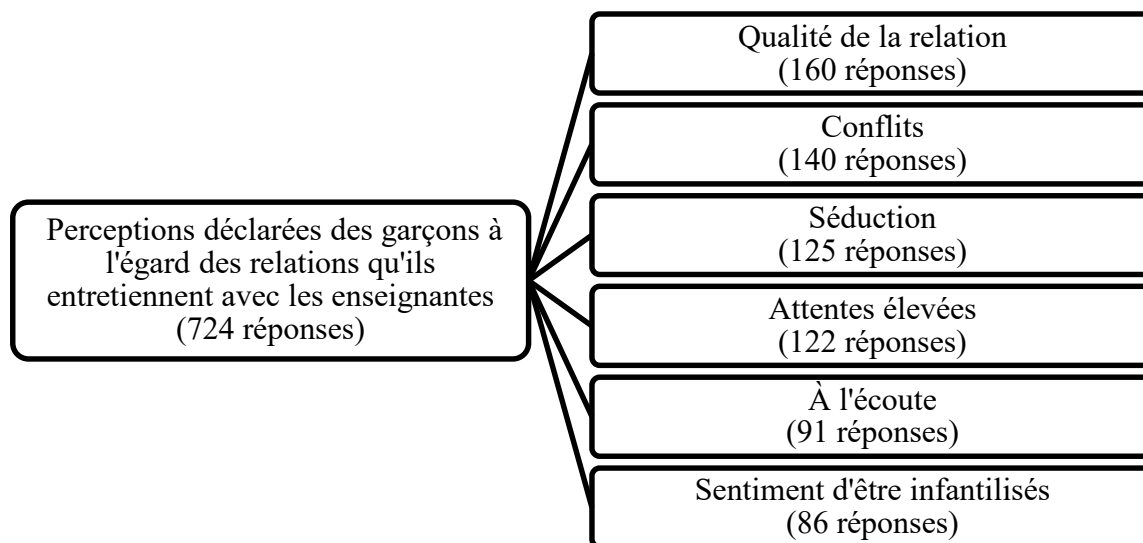 Perceptions déclarées des garçons à
l'égard des relations qu'ils
entretiennent avec les enseignantes
(724 réponses)
Qualité de la relation
(160 réponses)
Conflits
(140 réponses)
Séduction
(125 réponses)
Attentes élevées
(122 réponses)
À l'écoute
(91 réponses)
Sentiment d'être infantilisés
(86 réponses)